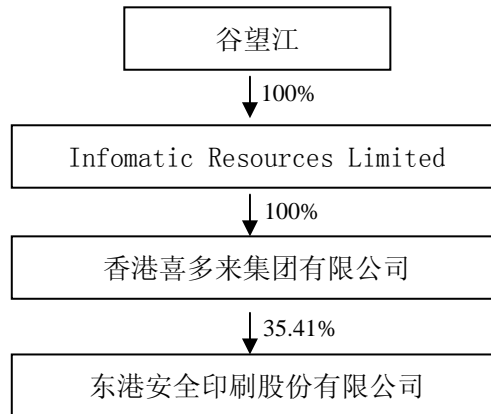 谷望江
100%
Infomatic Resources Limited
100%
香港喜多来集团有限公司
35.41%
东港安全印刷股份有限公司